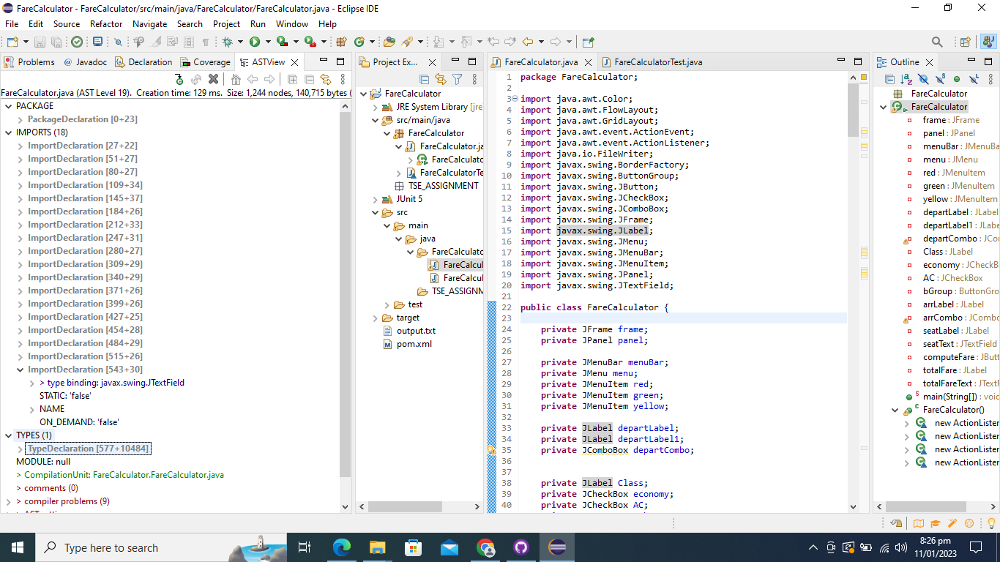 FareCalculator - FareCalculator/src/main/java/FareCalculator/FareCalculator.java - Eclipse IDE
File Edit Source Refactor Navigate Search Project Run Window Help
Problems Javadoc Declaration Coverage ASTView
FareCalculator.java (AST Level 19). Creation time: 129 ms. Size: 1,244 nodes, 140,715 bytes (
PACKAGE
PackageDeclaration [0+23]
IMPORTS (18)
ImportDeclaration [27+22]
ImportDeclaration [51+27]
ImportDeclaration [80+27]
ImportDeclaration [109+34]
ImportDeclaration [145+37]
ImportDeclaration [184+26]
ImportDeclaration [212+33]
ImportDeclaration [247+31]
ImportDeclaration [280+27]
ImportDeclaration [309+29]
ImportDeclaration [340+29]
ImportDeclaration [371+26]
ImportDeclaration [399+26]
ImportDeclaration [427+25]
ImportDeclaration [454+28]
ImportDeclaration [484+29]
ImportDeclaration [515+26]
ImportDeclaration [543+30]
> type binding: javax.swing.JTextField
STATIC: 'false'
NAME
ON_DEMAND: 'false'
TYPES (1)
TypeDeclaration [577+10484]
MODULE: null
> CompilationUnit: FareCalculator.FareCalculator.java
> comments (0)
> compiler problems (9)
Project Ex...
FareCalculator
JRE System Library [jre
src/main/java
FareCalculator
FareCalculator.ja
FareCalculato
FareCalculatorTe
TSE_ASSIGNMENT
JUnit 5
src
main
java
FareCalculato
FareCalcul
FareCalcul
TSE_ASSIGNM
test
target
output.txt
pom.xml
FareCalculator.java FareCalculatorTest.java
1 package FareCalculator;
2
3 import java.awt.Color;
4 import java.awt.FlowLayout;
5 import java.awt.GridLayout;
6 import java.awt.event.ActionEvent;
7 import java.awt.event.ActionListener;
8 import java.io.FileWriter;
9 import javax.swing.BorderFactory;
10 import javax.swing.ButtonGroup;
11 import javax.swing.JButton;
12 import javax.swing.JCheckBox;
13 import javax.swing.JComboBox;
14 import javax.swing.JFrame;
15 import javax.swing.JLabel;
16 import javax.swing.JMenu;
17 import javax.swing.JMenuBar;
18 import javax.swing.JMenuItem;
19 import javax.swing.JPanel;
20 import javax.swing.JTextField;
21
22 public class FareCalculator {
23
24 private JFrame frame;
25 private JPanel panel;
26
27 private JMenuBar menuBar;
28 private JMenu menu;
29 private JMenuItem red;
30 private JMenuItem green;
31 private JMenuItem yellow;
32
33 private JLabel departLabel;
34 private JLabel departLabel1;
35 private JComboBox departCombo;
36
37
38 private JLabel Class;
39 private JCheckBox economy;
40 private JCheckBox AC;
Outline
FareCalculator
FareCalculator
frame : JFrame
panel : JPanel
menuBar : JMenuBa
menu : JMenu
red : JMenuItem
green : JMenuItem
yellow : JMenuItem
departLabel : JLabel
departLabel1 : JLabel
departCombo : JCo
Class : JLabel
economy : JCheckB
AC : JCheckBox
bGroup : ButtonGro
arrLabel : JLabel
arrCombo : JCombo
seatLabel : JLabel
seatText : JTextField
computeFare : JButt
totalFare : JLabel
totalFareText : JTextF
main(String[]) : void
FareCalculator()
new ActionListen
new ActionListen
new ActionListen
new ActionListen
Type here to search
8:26 pm
11/01/2023